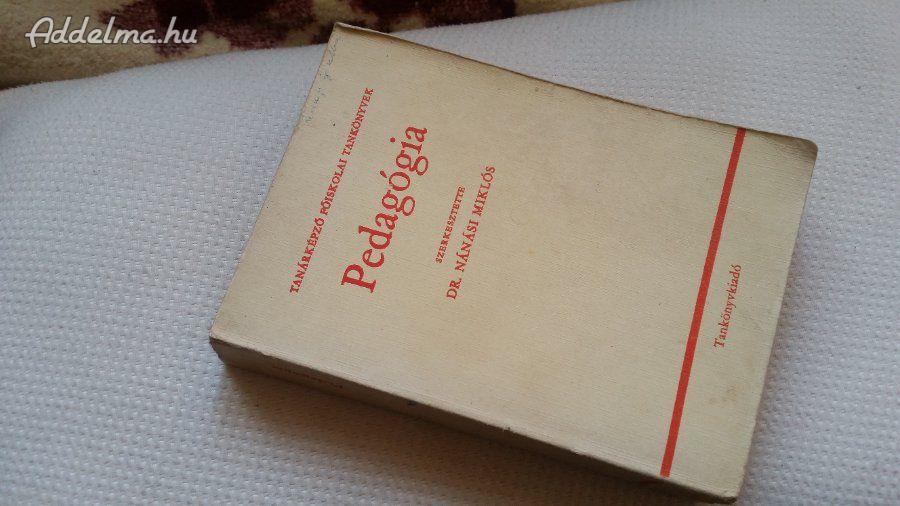 Addelma.hu
TANÁRKÉPZŐ FŐISKOLAI TANKÖNYVEK
Pedagógia
SZERKESZTETTE
DR. NÁNÁSI MIKLÓS
Tankönyvkiadó